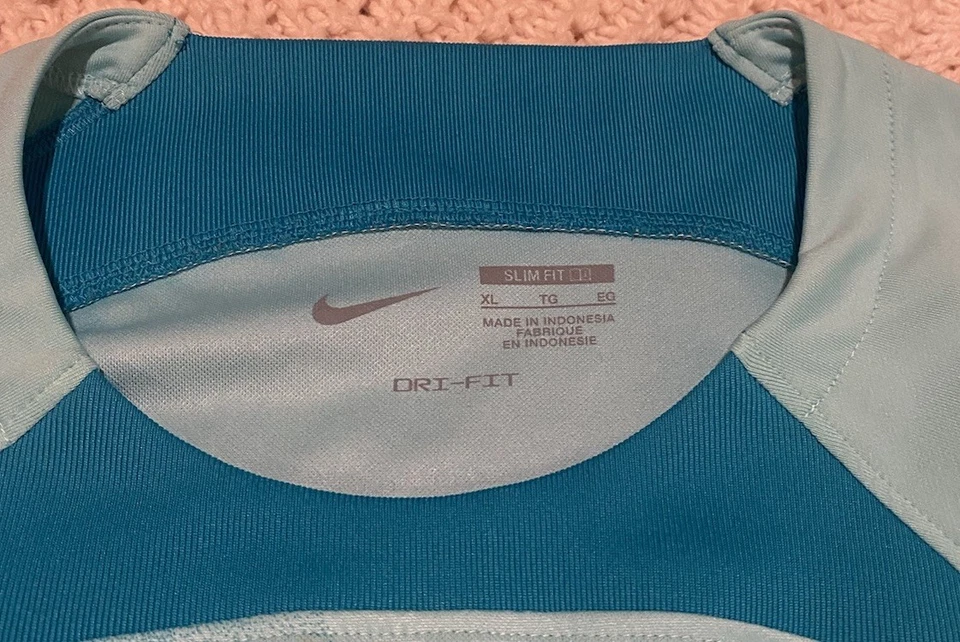 SLIM FIT
XL TG EG
MADE IN INDONESIA
FABRIQUE
EN INDONESIE
DRI-FIT